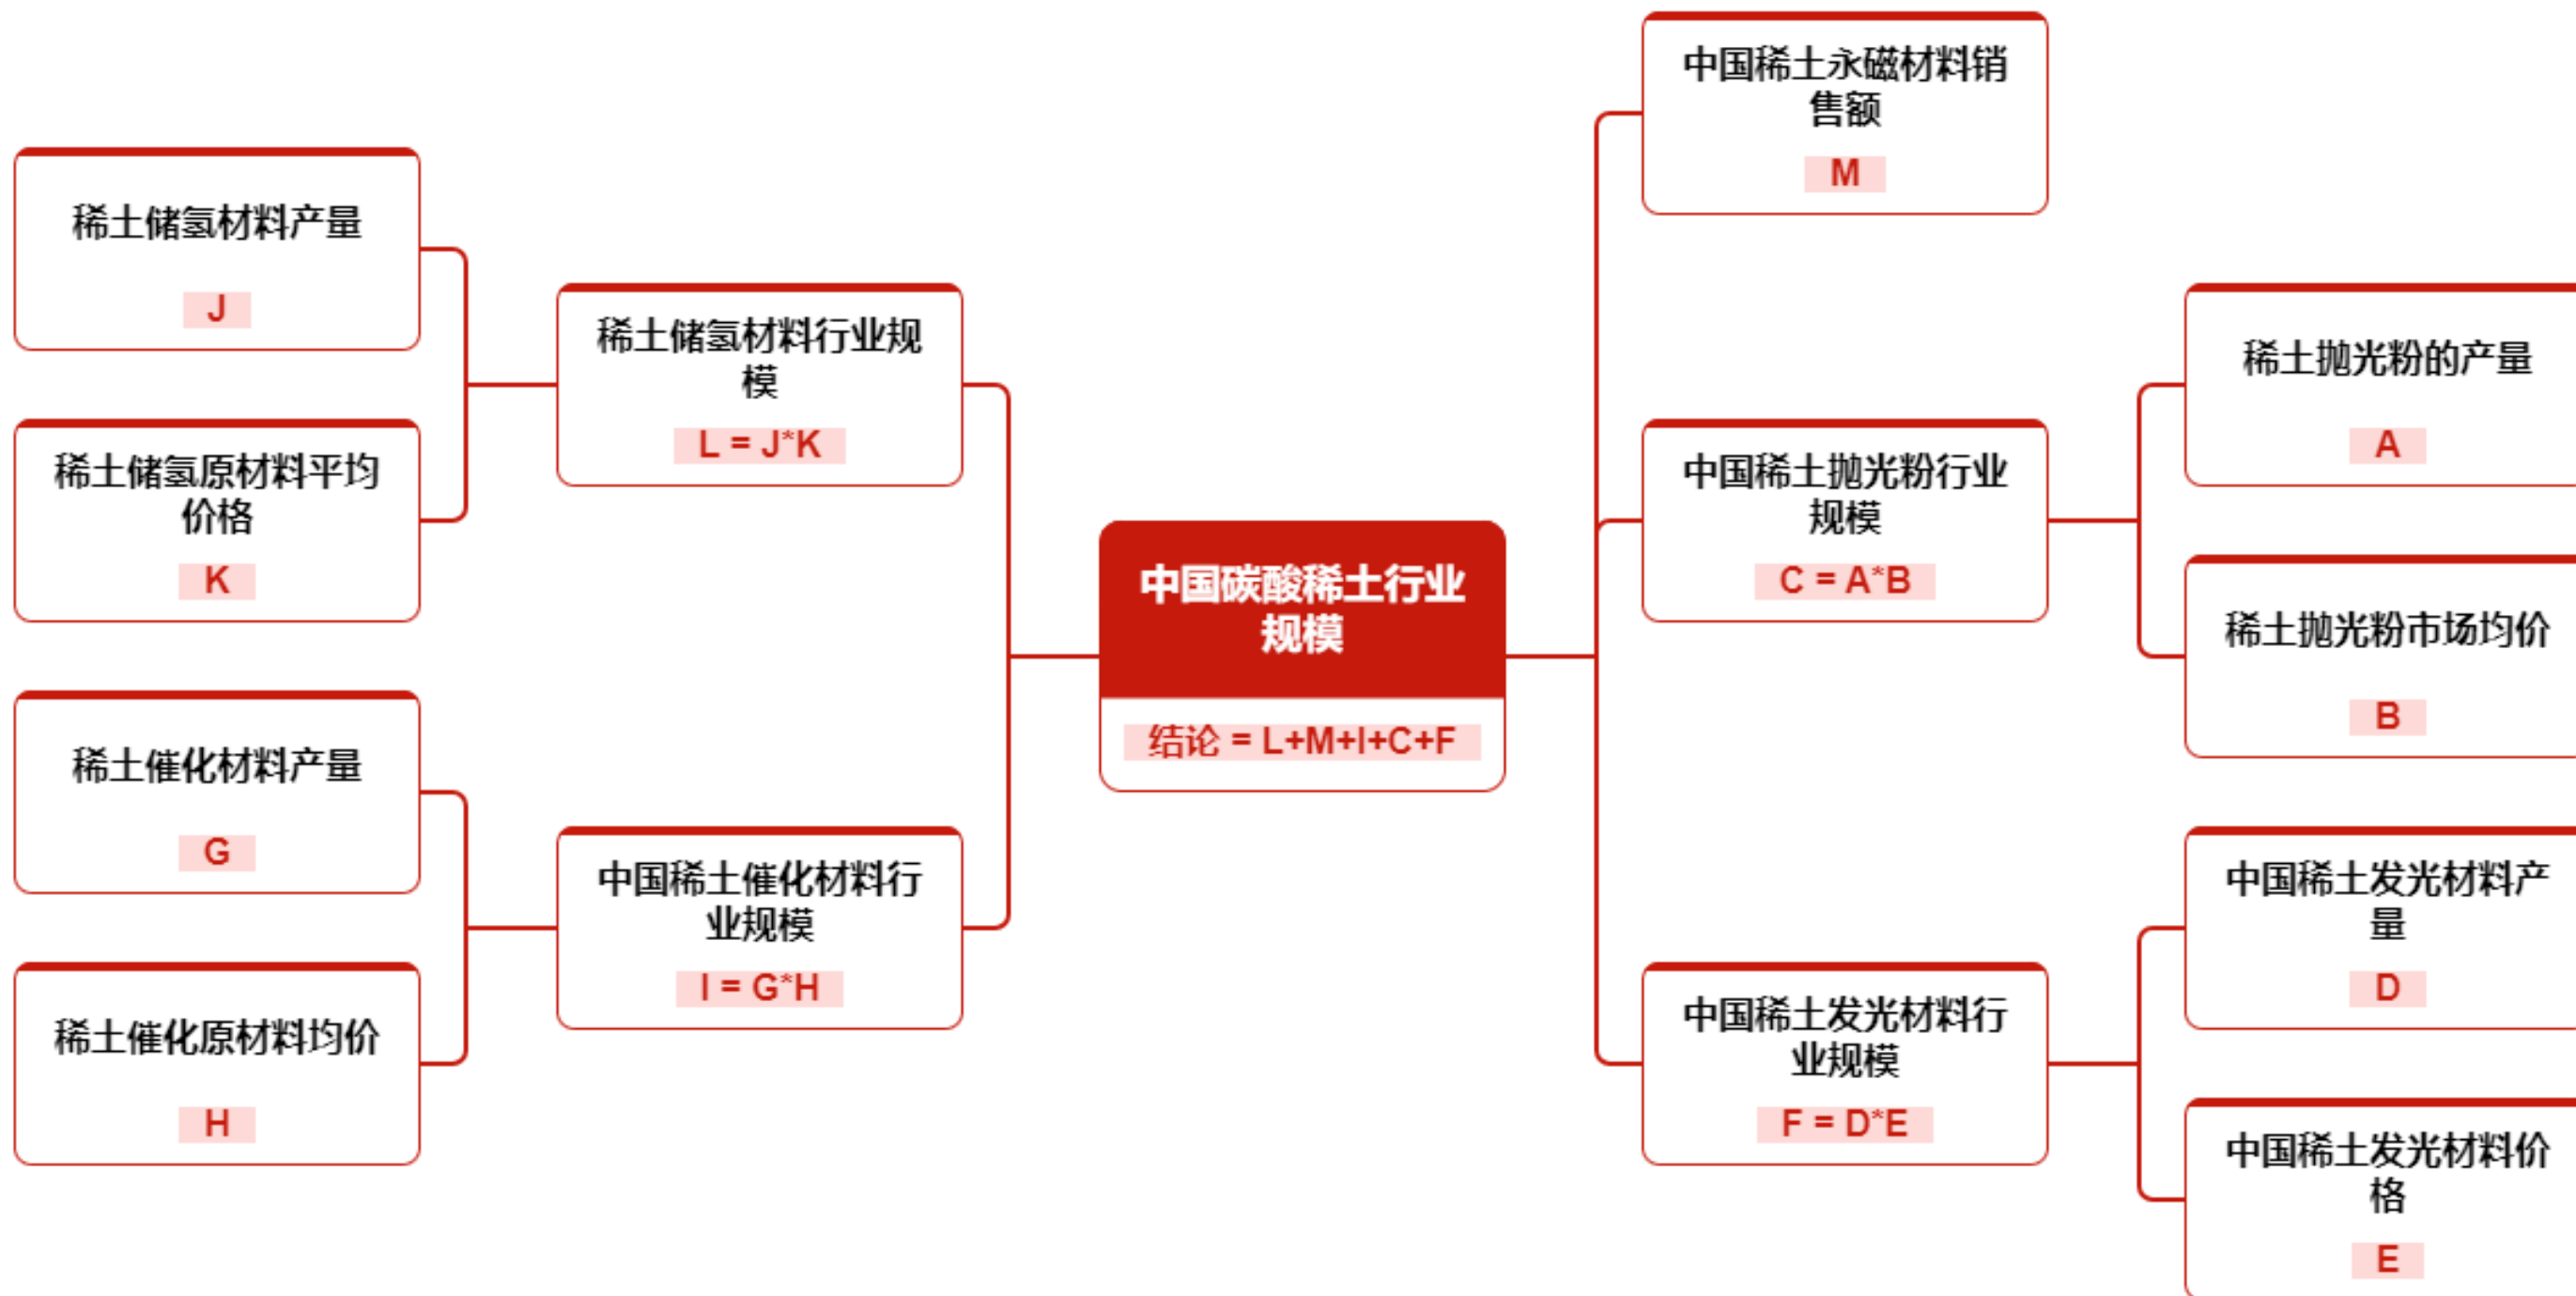 稀土储氢材料产量
J
稀土储氢原材料平均
价格
K
稀土催化材料产量
G
稀土催化原材料均价
H
稀土储氢材料行业规
模
L = J*K
中国稀土催化材料行
业规模
I = G*H
中国碳酸稀土行业
规模
结论 = L+M+I+C+F
中国稀土永磁材料销
售额
M
中国稀土抛光粉行业
规模
C = A*B
中国稀土发光材料行
业规模
F = D*E
稀土抛光粉的产量
A
稀土抛光粉市场均价
B
中国稀土发光材料产
量
D
中国稀土发光材料价
格
E